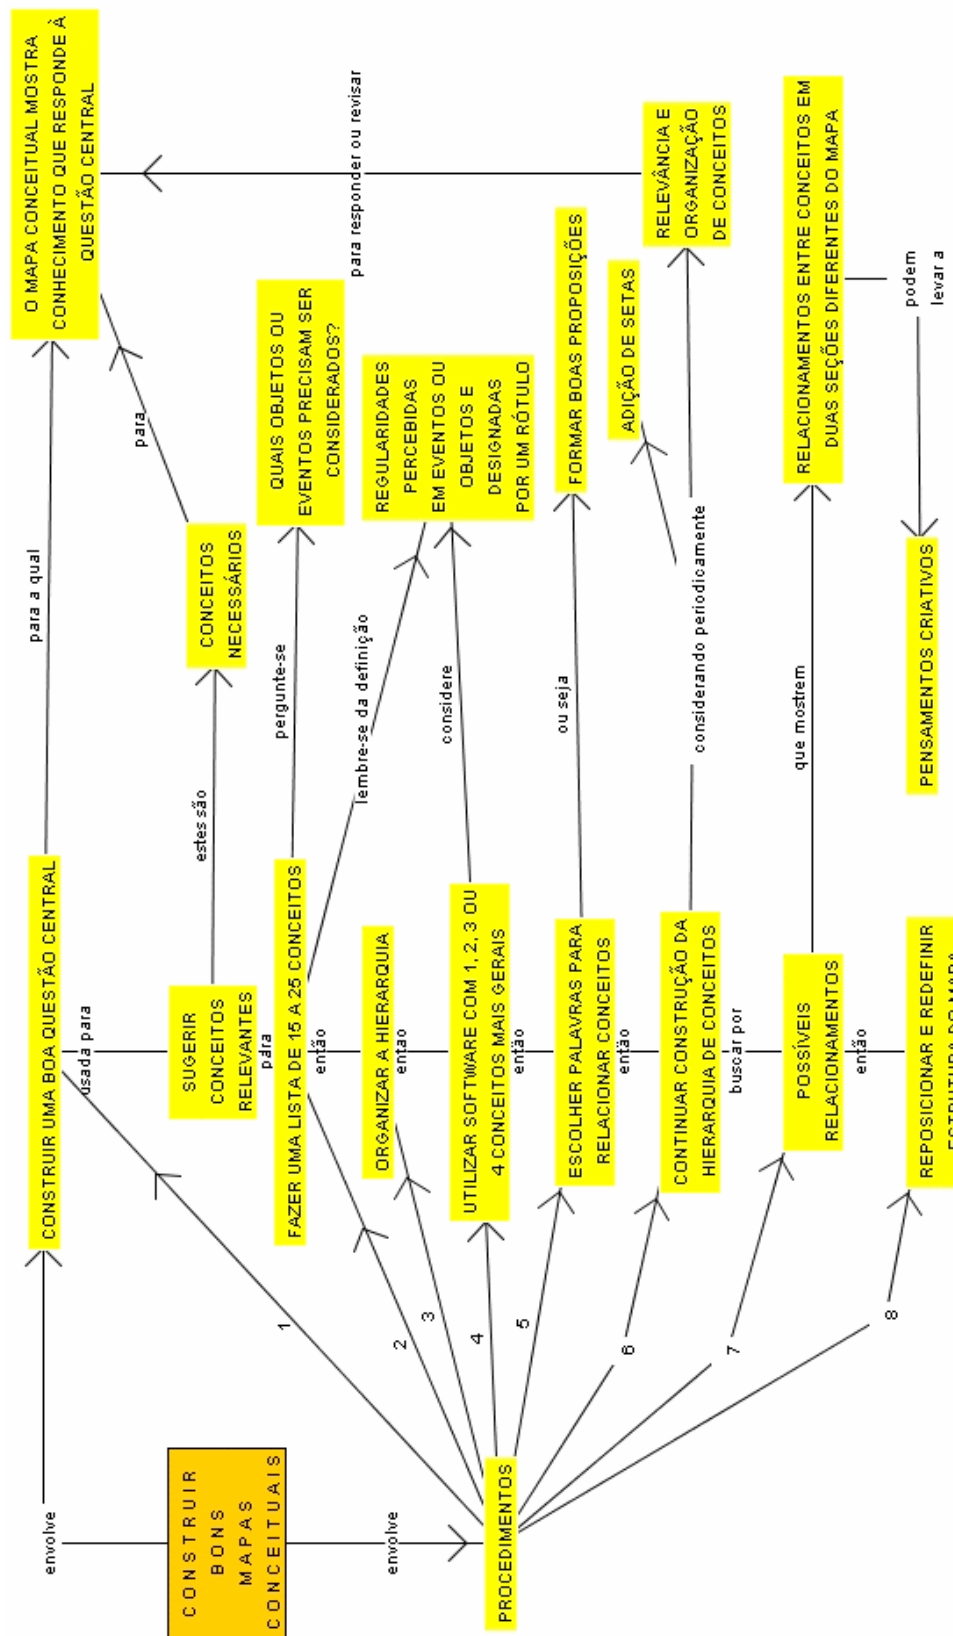 CONSTRUIR
BONS
MAPAS
CONCEITUAIS
envolve
envolve
PROCEDIMENTOS
1
2
3
4
5
6
7
8
CONSTRUIR UMA BOA QUESTÃO CENTRAL
para a qual
O MAPA CONCEITUAL MOSTRA
CONHECIMENTO QUE RESPONDE À
QUESTÃO CENTRAL
usada para
SUGERIR
CONCEITOS
RELEVANTES
estes são
CONCEITOS
NECESSÁRIOS
para
para
FAZER UMA LISTA DE 15 A 25 CONCEITOS
pergunte-se
QUAIS OBJETOS OU
EVENTOS PRECISAM SER
CONSIDERADOS?
lembre-se da definição
REGULARIDADES
PERCEBIDAS
EM EVENTOS OU
OBJETOS E
DESIGNADAS
POR UM RÓTULO
então
ORGANIZAR A HIERARQUIA
então
UTILIZAR SOFTWARE COM 1, 2, 3 OU
4 CONCEITOS MAIS GERAIS
considere
então
ESCOLHER PALAVRAS PARA
RELACIONAR CONCEITOS
ou seja
FORMAR BOAS PROPOSIÇÕES
então
CONTINUAR CONSTRUÇÃO DA
HIERARQUIA DE CONCEITOS
considerando periodicamente
ADIÇÃO DE SETAS
RELEVÂNCIA E
ORGANIZAÇÃO
DE CONCEITOS
para responder ou revisar
buscar por
POSSÍVEIS
RELACIONAMENTOS
que mostrem
RELACIONAMENTOS ENTRE CONCEITOS EM
DUAS SEÇÕES DIFERENTES DO MAPA
podem
levar a
PENSAMENTOS CRIATIVOS
então
REPOSICIONAR E REDEFINIR
ESTRUTURA DO MAPA